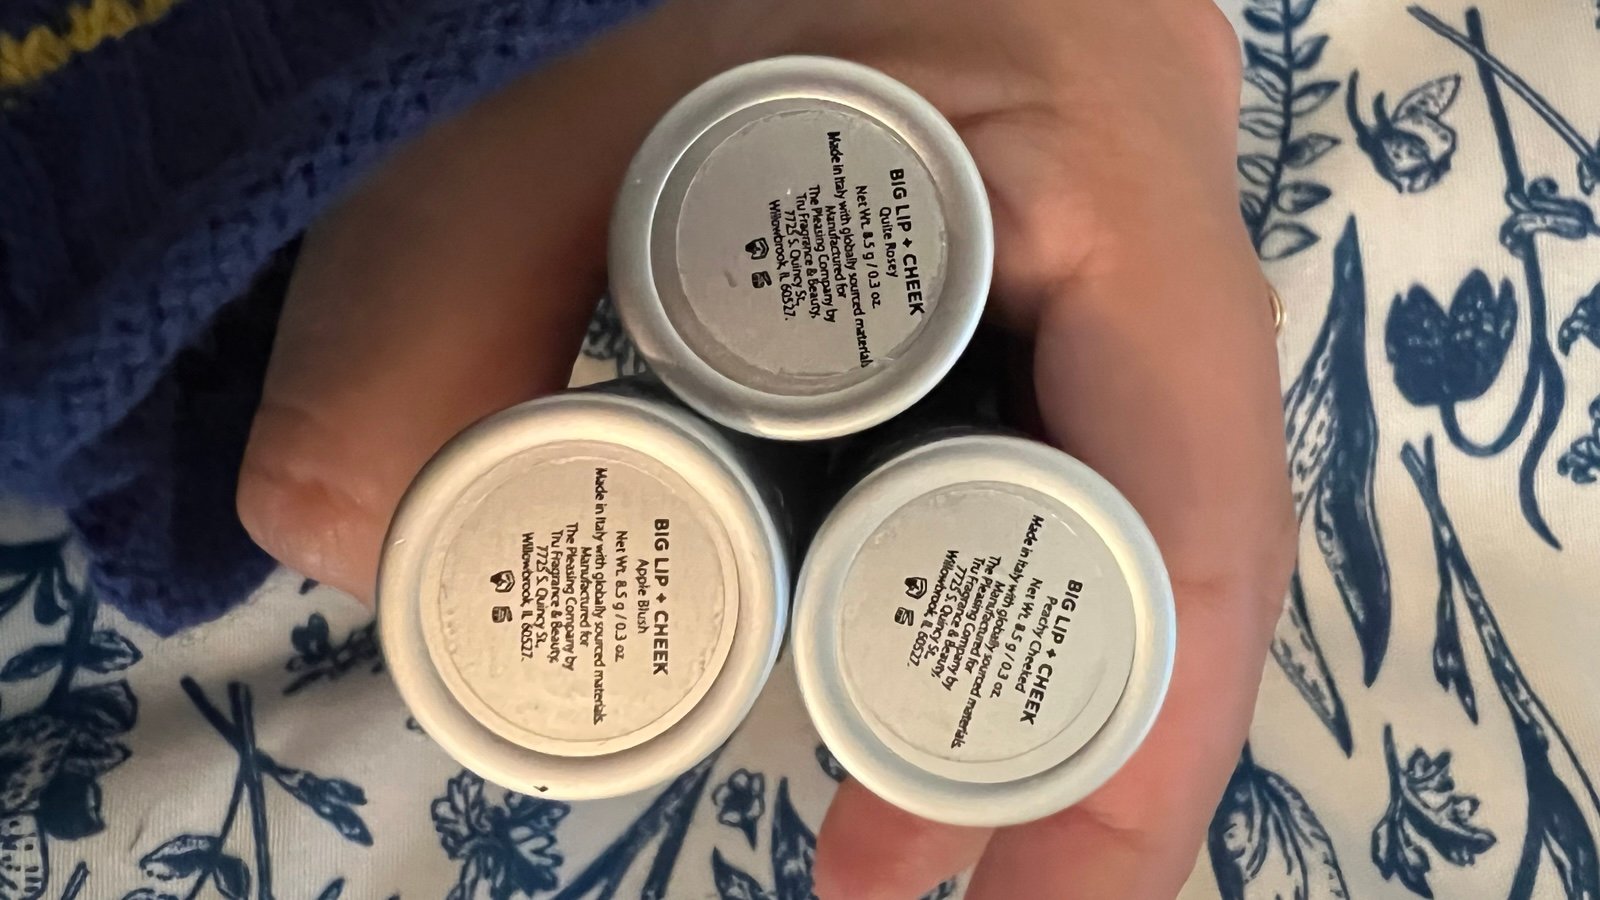 BIG LIP + CHEEK
Quite Rosey
Net Wt. 8.5 g / 0.3 oz.
Made in Italy with globally sourced materials
Manufactured for
The Pleasing Company by
Tru Fragrance & Beauty,
7725 S. Quincy St.,
Willowbrook, IL 60527.
BIG LIP + CHEEK
Apple Blush
Net Wt. 8.5 g / 0.3 oz
Made in Italy with globally sourced materials.
Manufactured for
The Pleasing Company by
Tru Fragrance & Beauty,
7725 S. Quincy St.,
Willowbrook, IL 60527.
BIG LIP + CHEEK
Peachy Cheeked
Net Wt. 8.5 g / 0.3 oz.
Made in Italy with globally sourced materials.
Manufactured for
The Pleasing Company by
Tru Fragrance & Beauty,
7725 S. Quincy St.,
Willowbrook, IL 60527.